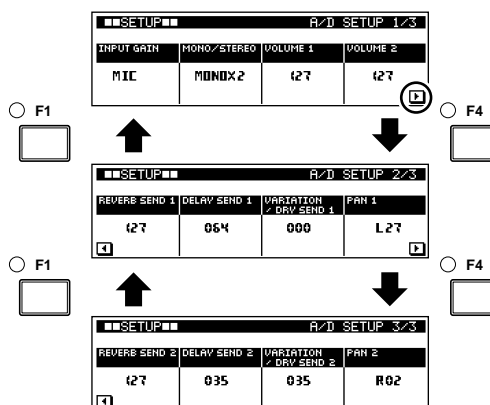 ■■SETUP■■ A/D SETUP 1/3
INPUT GAIN MONO/STEREO VOLUME 1 VOLUME 2
MIC MONOX2 127 127
F1 F4
■■SETUP■■ A/D SETUP 2/3
REVERB SEND 1 DELAY SEND 1 VARIATION PAN 1
/ DRY SEND 1
127 064 000 L27
F1 F4
■■SETUP■■ A/D SETUP 3/3
REVERB SEND 2 DELAY SEND 2 VARIATION PAN 2
/ DRY SEND 2
127 035 035 R02